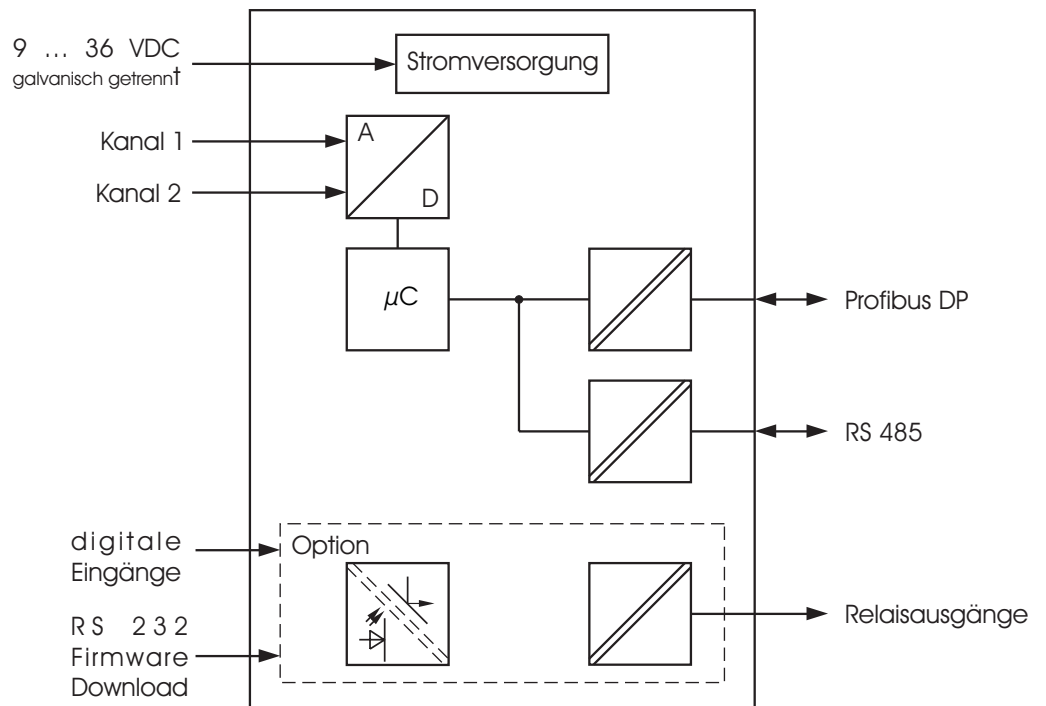 9 ... 36 VDC
galvanisch getrennt
Stromversorgung
Kanal 1
Kanal 2
A
D
µC
Profibus DP
RS 485
digitale
Eingänge
Option
RS 232
Firmware
Download
Relaisausgänge